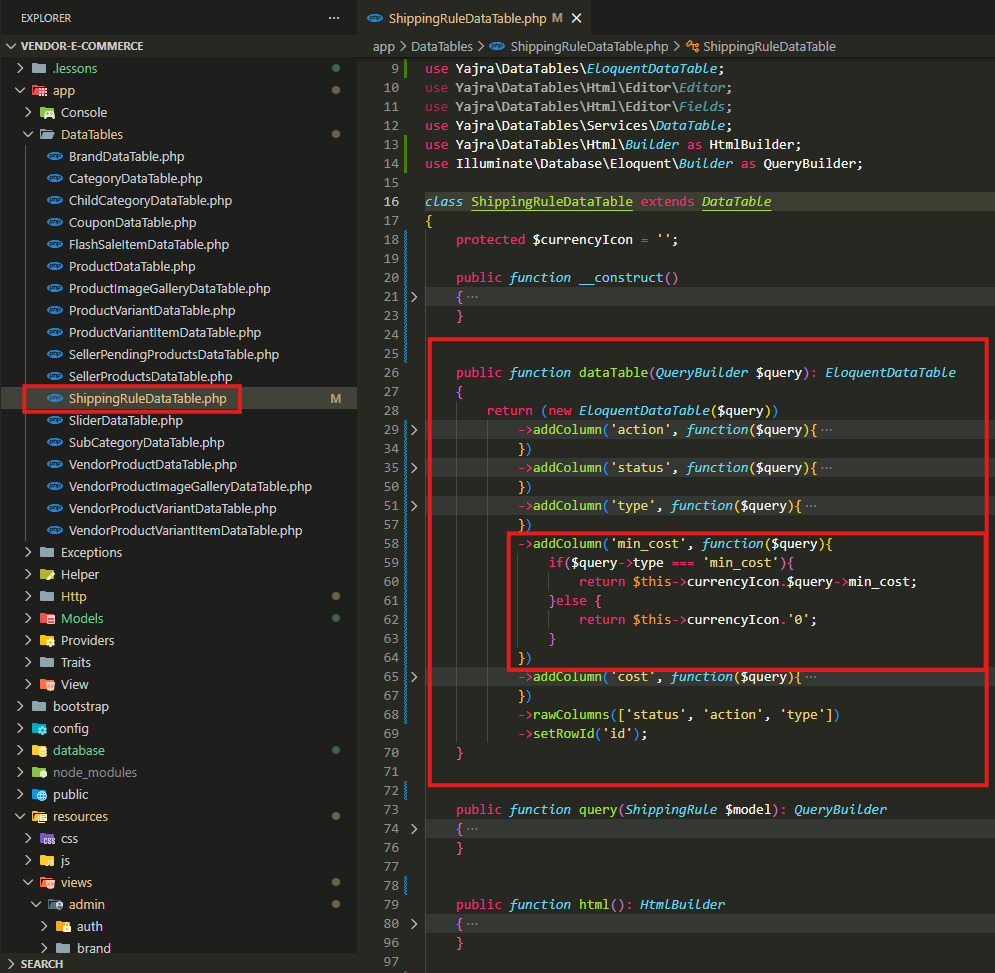 EXPLORER
...
VENDOR-E-COMMERCE
.lessons
app
Console
DataTables
BrandDataTable.php
CategoryDataTable.php
ChildCategoryDataTable.php
CouponDataTable.php
FlashSaleItemDataTable.php
ProductDataTable.php
ProductImageGalleryDataTable.php
ProductVariantDataTable.php
ProductVariantItemDataTable.php
SellerPendingProductsDataTable.php
SellerProductsDataTable.php
ShippingRuleDataTable.php M
SliderDataTable.php
SubCategoryDataTable.php
VendorProductDataTable.php
VendorProductImageGalleryDataTable.php
VendorProductVariantDataTable.php
VendorProductVariantItemDataTable.php
Exceptions
Helper
Http
Models
Providers
Traits
View
bootstrap
config
database
node_modules
public
resources
css
js
views
admin
auth
brand
SEARCH
ShippingRuleDataTable.php M
app > DataTables > ShippingRuleDataTable.php > ShippingRuleDataTable
9 use Yajra\DataTables\EloquentDataTable;
10 use Yajra\DataTables\Html\Editor\Editor;
11 use Yajra\DataTables\Html\Editor\Fields;
12 use Yajra\DataTables\Services\DataTable;
13 use Yajra\DataTables\Html\Builder as HtmlBuilder;
14 use Illuminate\Database\Eloquent\Builder as QueryBuilder;
15
16 class ShippingRuleDataTable extends DataTable
17 {
18 protected $currencyIcon = '';
19
20 public function __construct()
21 { ...
23 }
24
25
26 public function dataTable(QueryBuilder $query): EloquentDataTable
27 {
28 return (new EloquentDataTable($query))
29 ->addColumn('action', function($query){ ...
34 })
35 ->addColumn('status', function($query){ ...
50 })
51 ->addColumn('type', function($query){ ...
57 })
58 ->addColumn('min_cost', function($query){
59 if($query->type === 'min_cost'){
60 return $this->currencyIcon.$query->min_cost;
61 }else {
62 return $this->currencyIcon.'0';
63 }
64 })
65 ->addColumn('cost', function($query){ ...
67 })
68 ->rawColumns(['status', 'action', 'type'])
69 ->setRowId('id');
70 }
71
72
73 public function query(ShippingRule $model): QueryBuilder
74 { ...
76 }
77
78
79 public function html(): HtmlBuilder
80 { ...
96 }
97